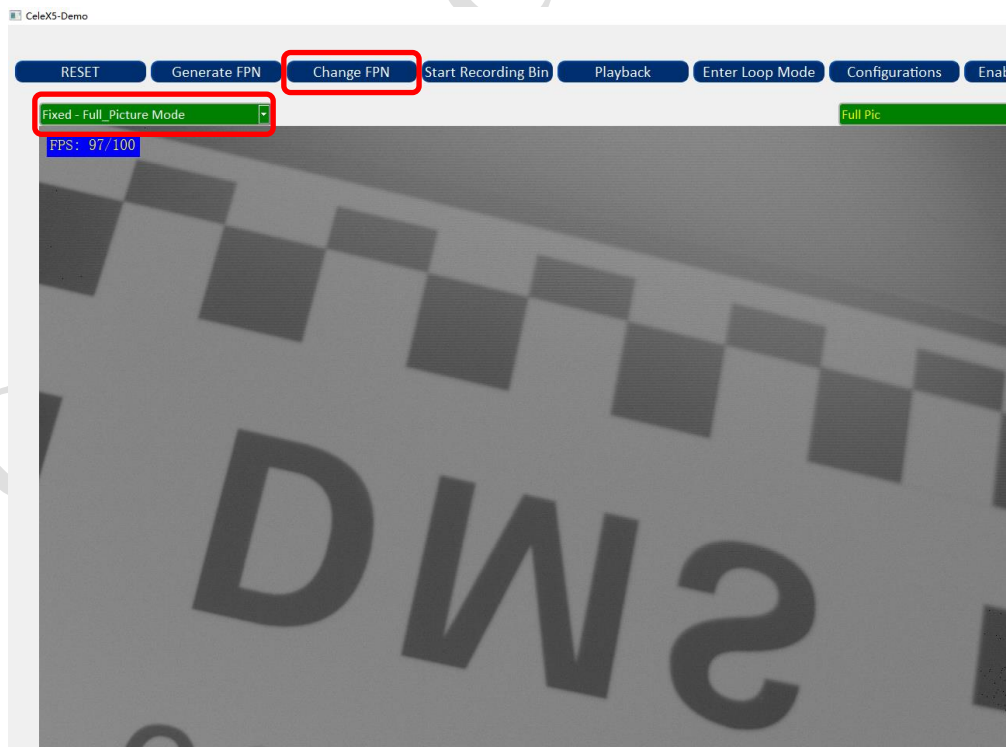 CeleX5-Demo
RESET Generate FPN Change FPN Start Recording Bin Playback Enter Loop Mode Configurations
Fixed - Full_Picture Mode Full Pic
FPS: 97/100
DMS